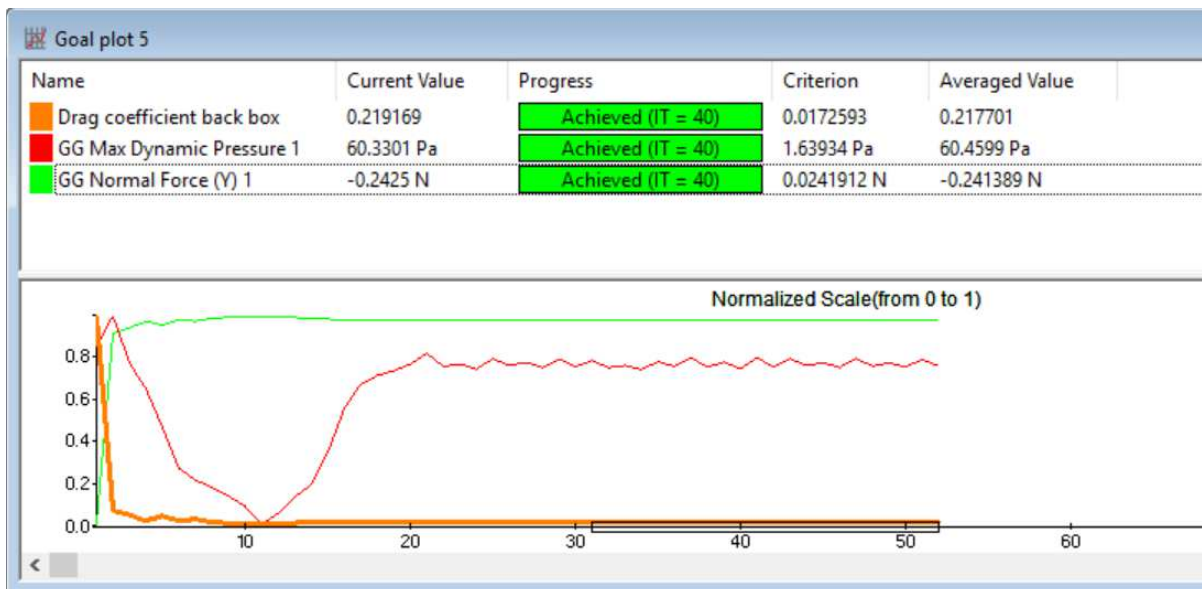 Goal plot 5
Name Current Value Progress Criterion Averaged Value
Drag coefficient back box 0.219169 Achieved (IT = 40) 0.0172593 0.217701
GG Max Dynamic Pressure 1 60.3301 Pa Achieved (IT = 40) 1.63934 Pa 60.4599 Pa
GG Normal Force (Y) 1 -0.2425 N Achieved (IT = 40) 0.0241912 N -0.241389 N
Normalized Scale(from 0 to 1)
0.8
0.6
0.4
0.2
0.0
10 20 30 40 50 60